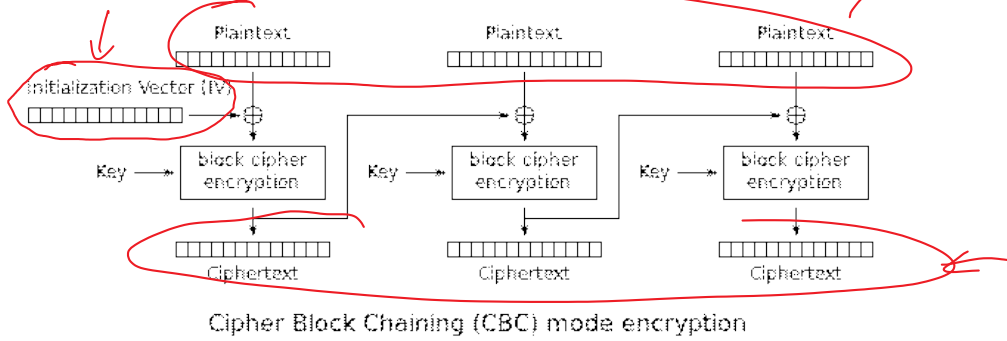 Plaintext Plaintext Plaintext
Initialization Vector (IV)
Key block cipher encryption Key block cipher encryption Key block cipher encryption
Ciphertext Ciphertext Ciphertext
Cipher Block Chaining (CBC) mode encryption